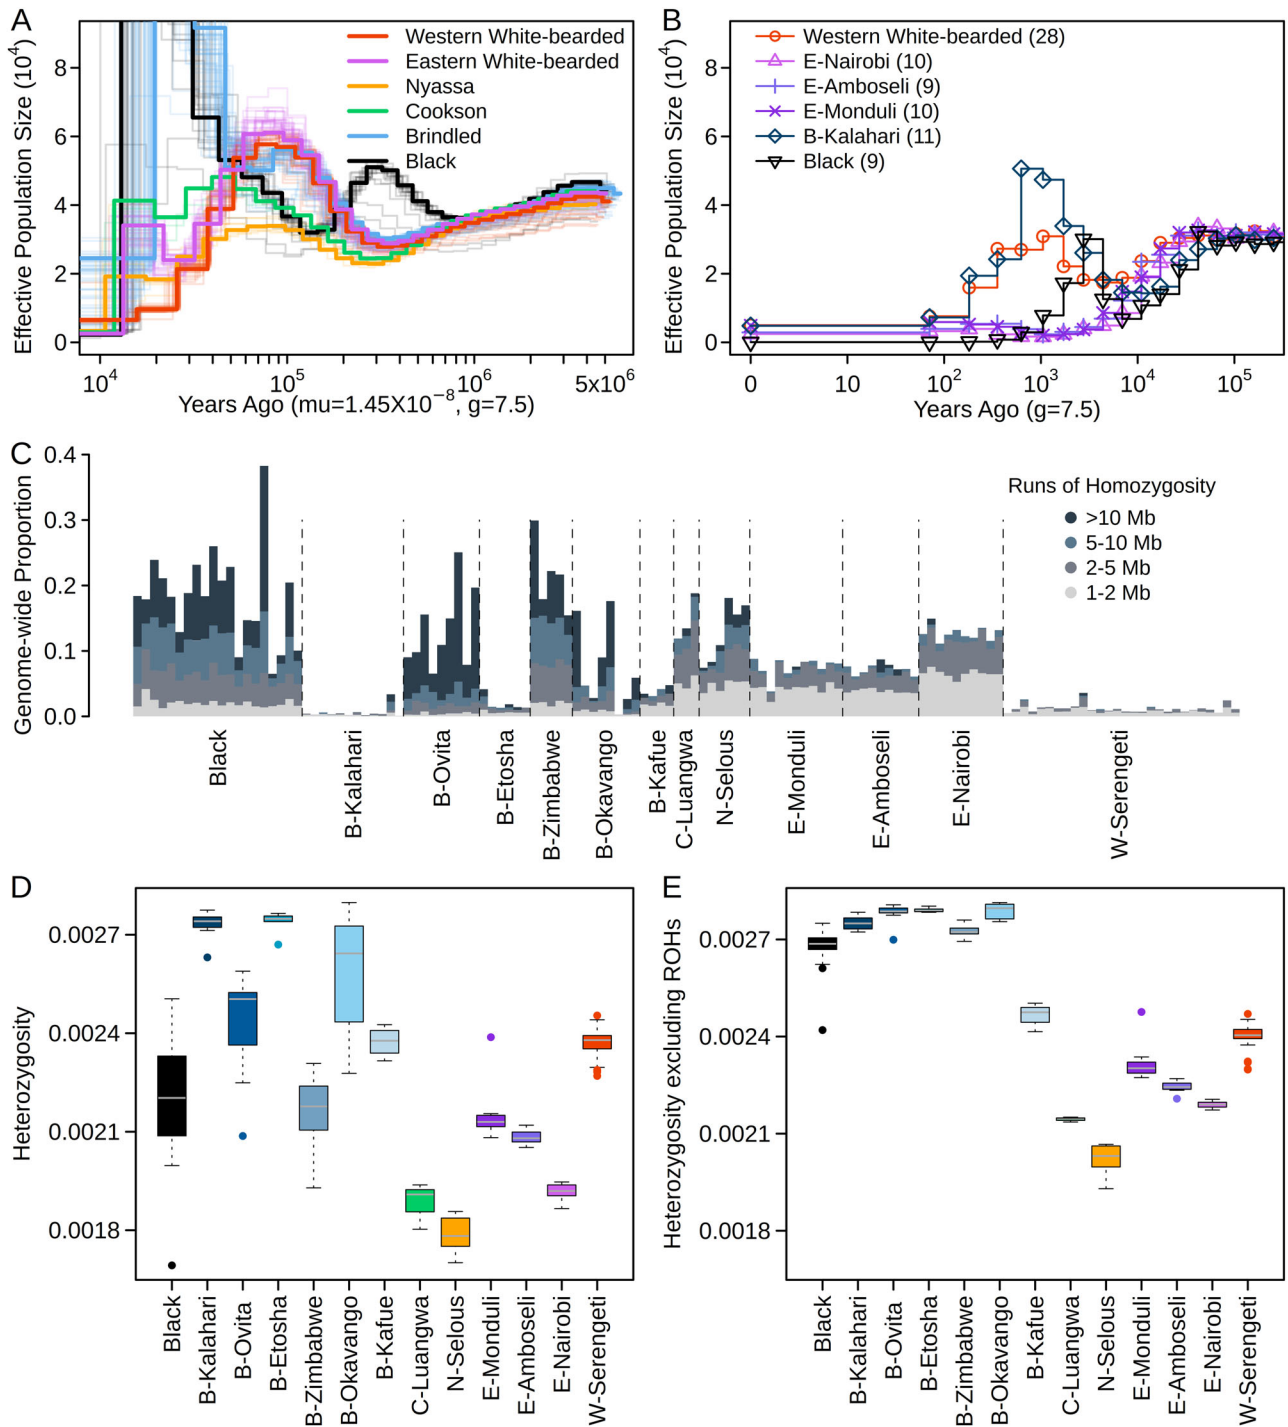 A
Effective Population Size (10⁴)
8
6
4
2
0
Western White-bearded
Eastern White-bearded
Nyassa
Cookson
Brindled
Black
10⁴
10⁵
10⁶
5x10⁶
Years Ago (mu=1.45X10⁻⁸, g=7.5)
B
Effective Population Size (10⁴)
8
6
4
2
0
Western White-bearded (28)
E-Nairobi (10)
E-Amboseli (9)
E-Monduli (10)
B-Kalahari (11)
Black (9)
0
10
10²
10³
10⁴
10⁵
Years Ago (g=7.5)
C
Genome-wide Proportion
0.4
0.3
0.2
0.1
0.0
Runs of Homozygosity
>10 Mb
5-10 Mb
2-5 Mb
1-2 Mb
Black
B-Kalahari
B-Ovita
B-Etosha
B-Zimbabwe
B-Okavango
B-Kafue
C-Luangwa
N-Selous
E-Monduli
E-Amboseli
E-Nairobi
W-Serengeti
D
Heterozygosity
0.0027
0.0024
0.0021
0.0018
Black
B-Kalahari
B-Ovita
B-Etosha
B-Zimbabwe
B-Okavango
B-Kafue
C-Luangwa
N-Selous
E-Monduli
E-Amboseli
E-Nairobi
W-Serengeti
E
Heterozygosity excluding ROHs
0.0027
0.0024
0.0021
0.0018
Black
B-Kalahari
B-Ovita
B-Etosha
B-Zimbabwe
B-Okavango
B-Kafue
C-Luangwa
N-Selous
E-Monduli
E-Amboseli
E-Nairobi
W-Serengeti